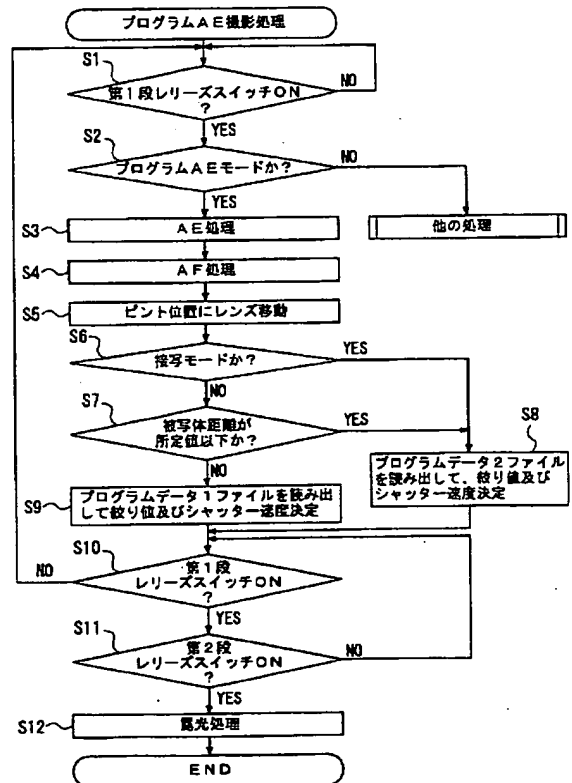 プログラムAE撮影処理
S1
第1段レリーズスイッチON
?
NO
YES
S2
プログラムAEモードか?
NO
YES
S3
AE処理
他の処理
S4
AF処理
S5
ピント位置にレンズ移動
S6
接写モードか?
YES
NO
S7
被写体距離が
所定値以下か?
YES
NO
S8
プログラムデータ2ファイル
を読み出して、絞り値及び
シャッター速度決定
S9
プログラムデータ1ファイルを読み出
して絞り値及びシャッター速度決定
S10
第1段
レリーズスイッチON
?
NO
YES
S11
第2段
レリーズスイッチON
?
NO
YES
S12
露光処理
END